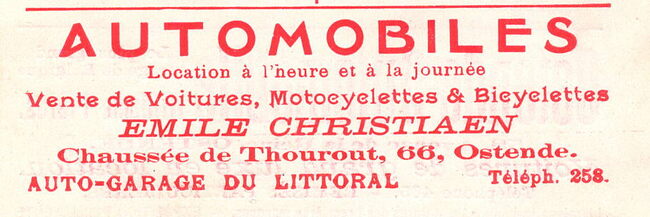 AUTOMOBILES
Location à l'heure et à la journée
Vente de Voitures, Motocyclettes & Bicyclettes
EMILE CHRISTIAEN
Chaussée de Thourout, 66, Ostende.
AUTO-GARAGE DU LITTORAL Téléph. 258.